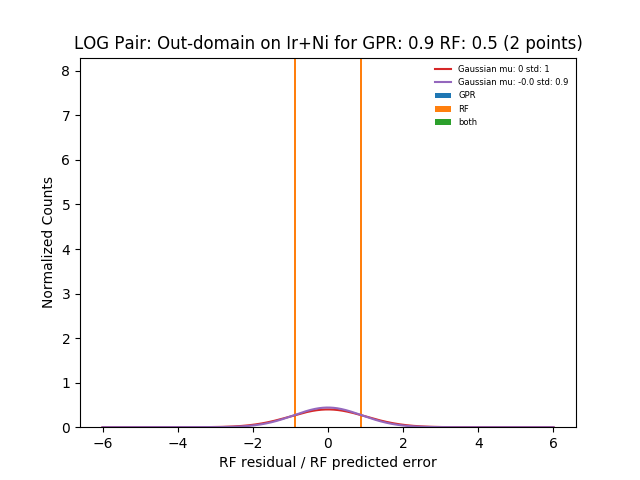 LOG Pair: Out-domain on Ir+Ni for GPR: 0.9 RF: 0.5 (2 points)
Gaussian mu: 0 std: 1
Gaussian mu: -0.0 std: 0.9
GPR
RF
both
Normalized Counts
8
7
6
5
4
3
2
1
0
−6 −4 −2 0 2 4 6
RF residual / RF predicted error